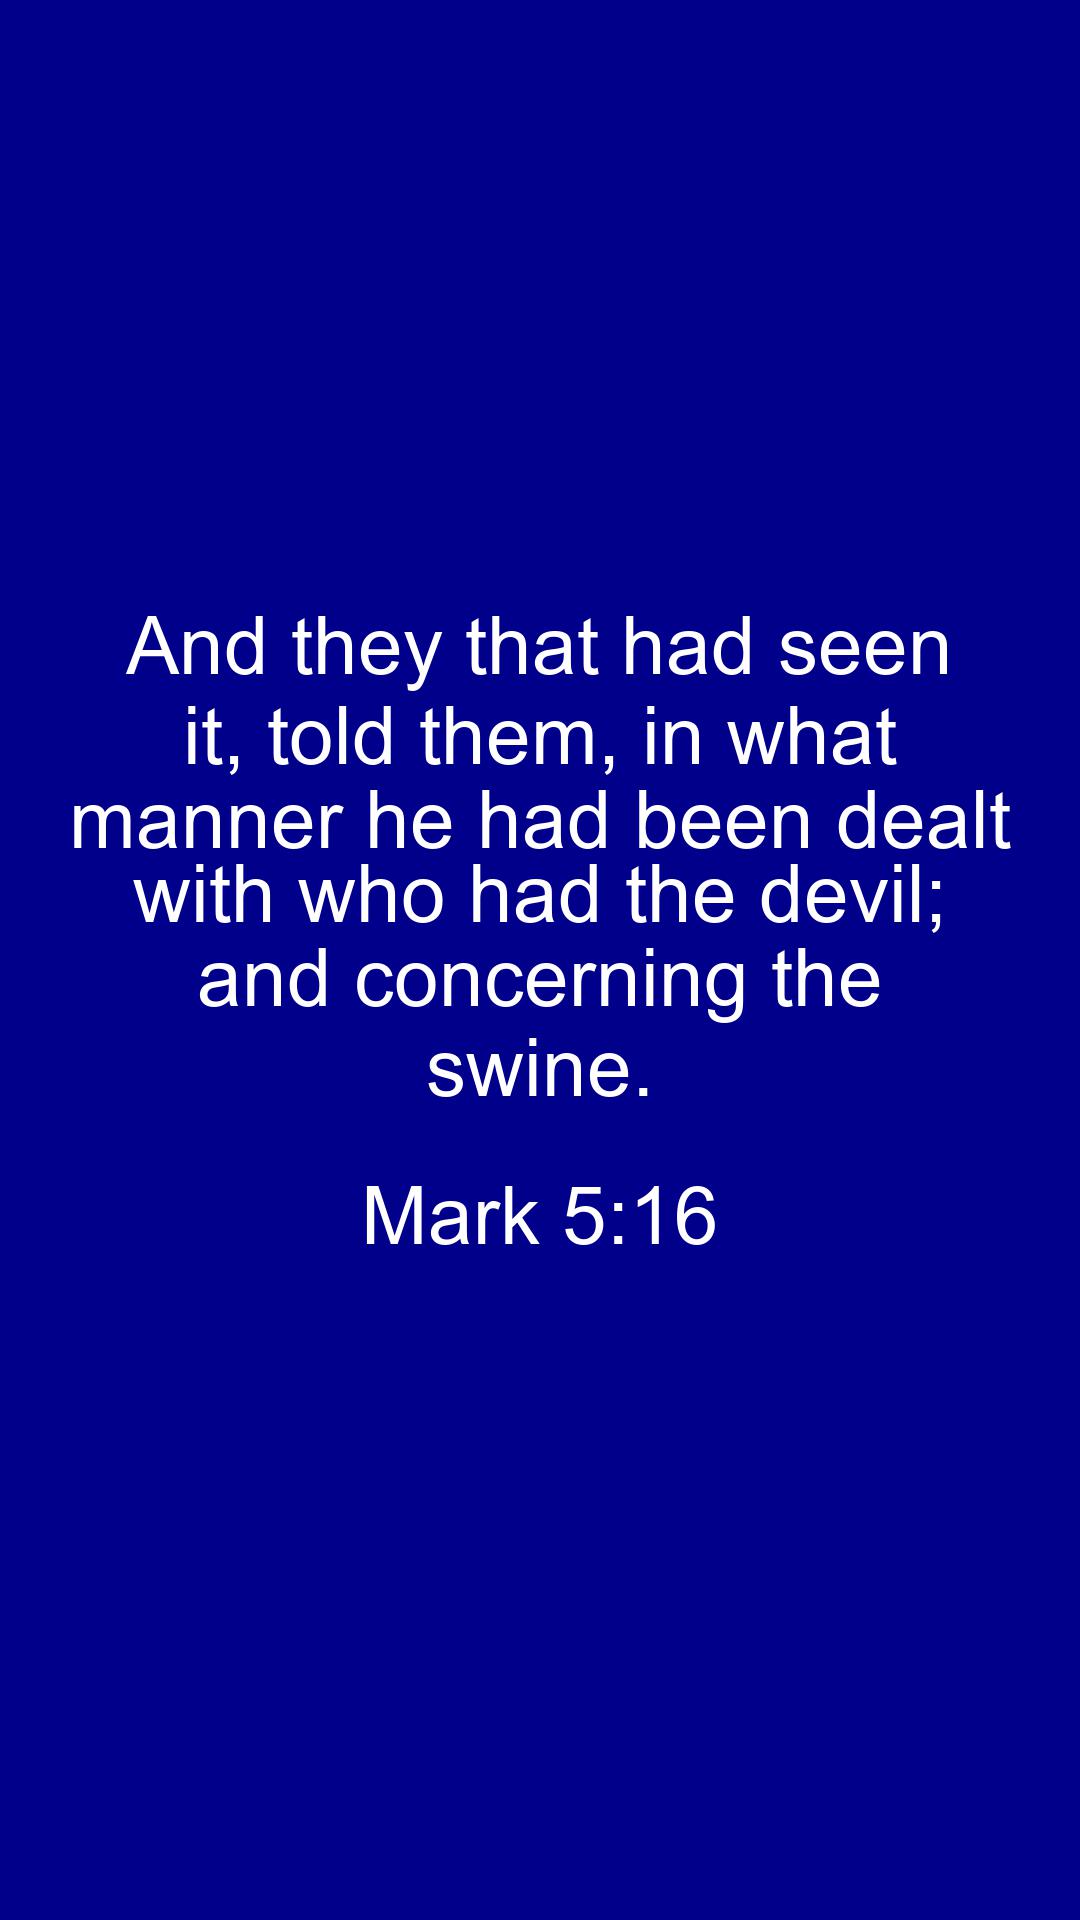 And they that had seen
it, told them, in what
manner he had been dealt
with who had the devil;
and concerning the
swine.
Mark 5:16